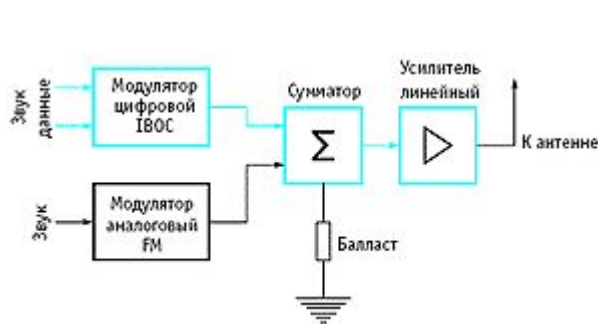 Звук
данные
Модулятор
цифровой
IBOC
Сумматор
Σ
Усилитель
линейный
К антенне
Звук
Модулятор
аналоговый
FM
Балласт